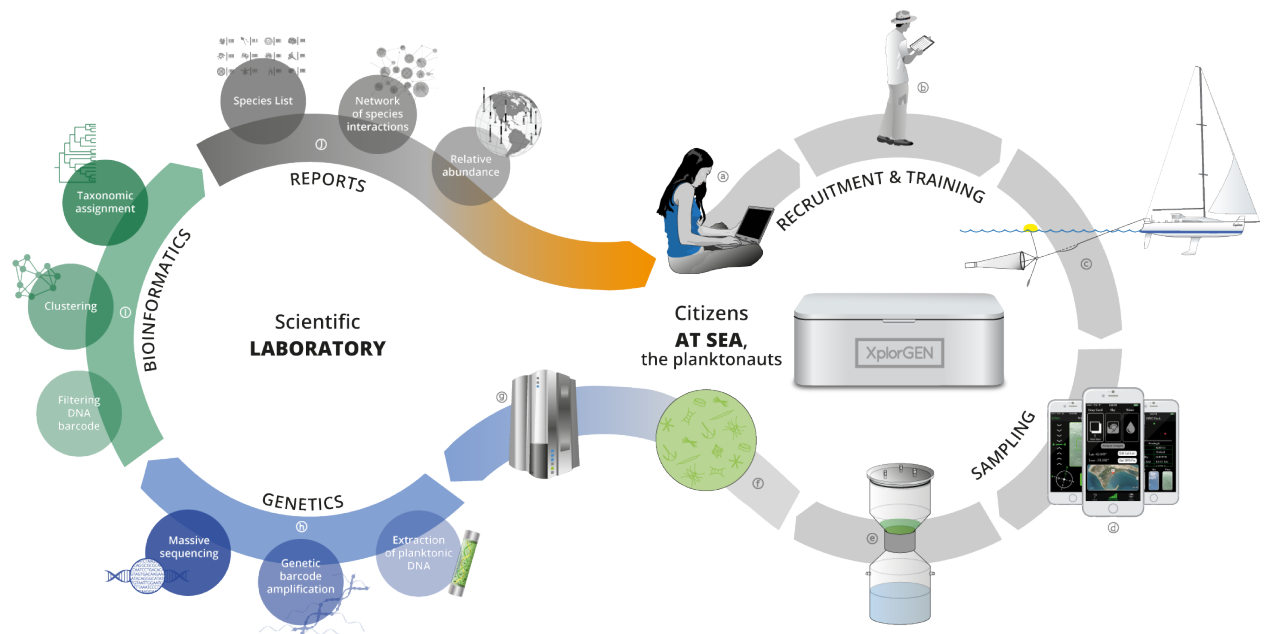 Species List
Network
of species
interactions
Relative
abundance
j
REPORTS
Taxonomic
assignment
Clustering
Filtering
DNA
barcode
i
BIOINFORMATICS
Scientific
LABORATORY
GENETICS
h
Massive
sequencing
Genetic
barcode
amplification
Extraction
of planktonic
DNA
g
a
b
RECRUITMENT & TRAINING
c
Citizens
AT SEA,
the planktonauts
XplorGEN
SAMPLING
d
e
f